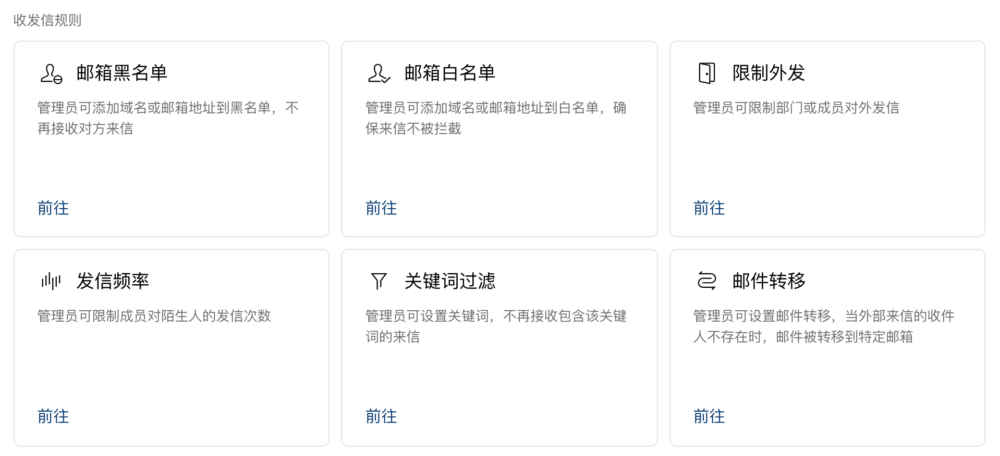 收发信规则
邮箱黑名单
管理员可添加域名或邮箱地址到黑名单，不
再接收对方来信
前往
邮箱白名单
管理员可添加域名或邮箱地址到白名单，确
保来信不被拦截
前往
限制外发
管理员可限制部门或成员对外发信
前往
发信频率
管理员可限制成员对陌生人的发信次数
前往
关键词过滤
管理员可设置关键词，不再接收包含该关键
词的来信
前往
邮件转移
管理员可设置邮件转移，当外部来信的收件
人不存在时，邮件被转移到特定邮箱
前往